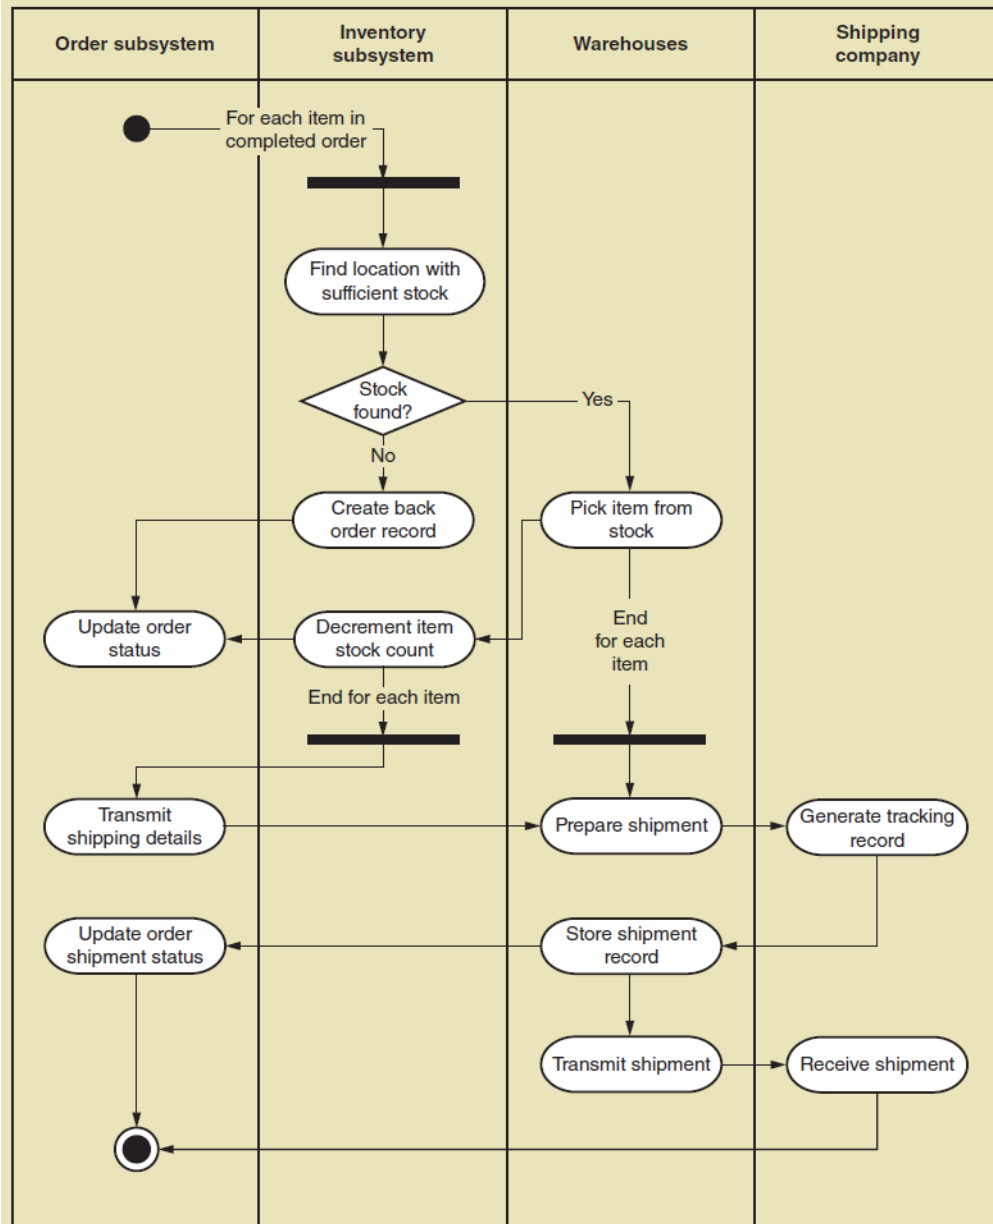 Order subsystem
Inventory
subsystem
Warehouses
Shipping
company
For each item in
completed order
Find location with
sufficient stock
Stock
found?
Yes
No
Create back
order record
Pick item from
stock
Update order
status
Decrement item
stock count
End
for each
item
End for each item
Transmit
shipping details
Prepare shipment
Generate tracking
record
Update order
shipment status
Store shipment
record
Transmit shipment
Receive shipment